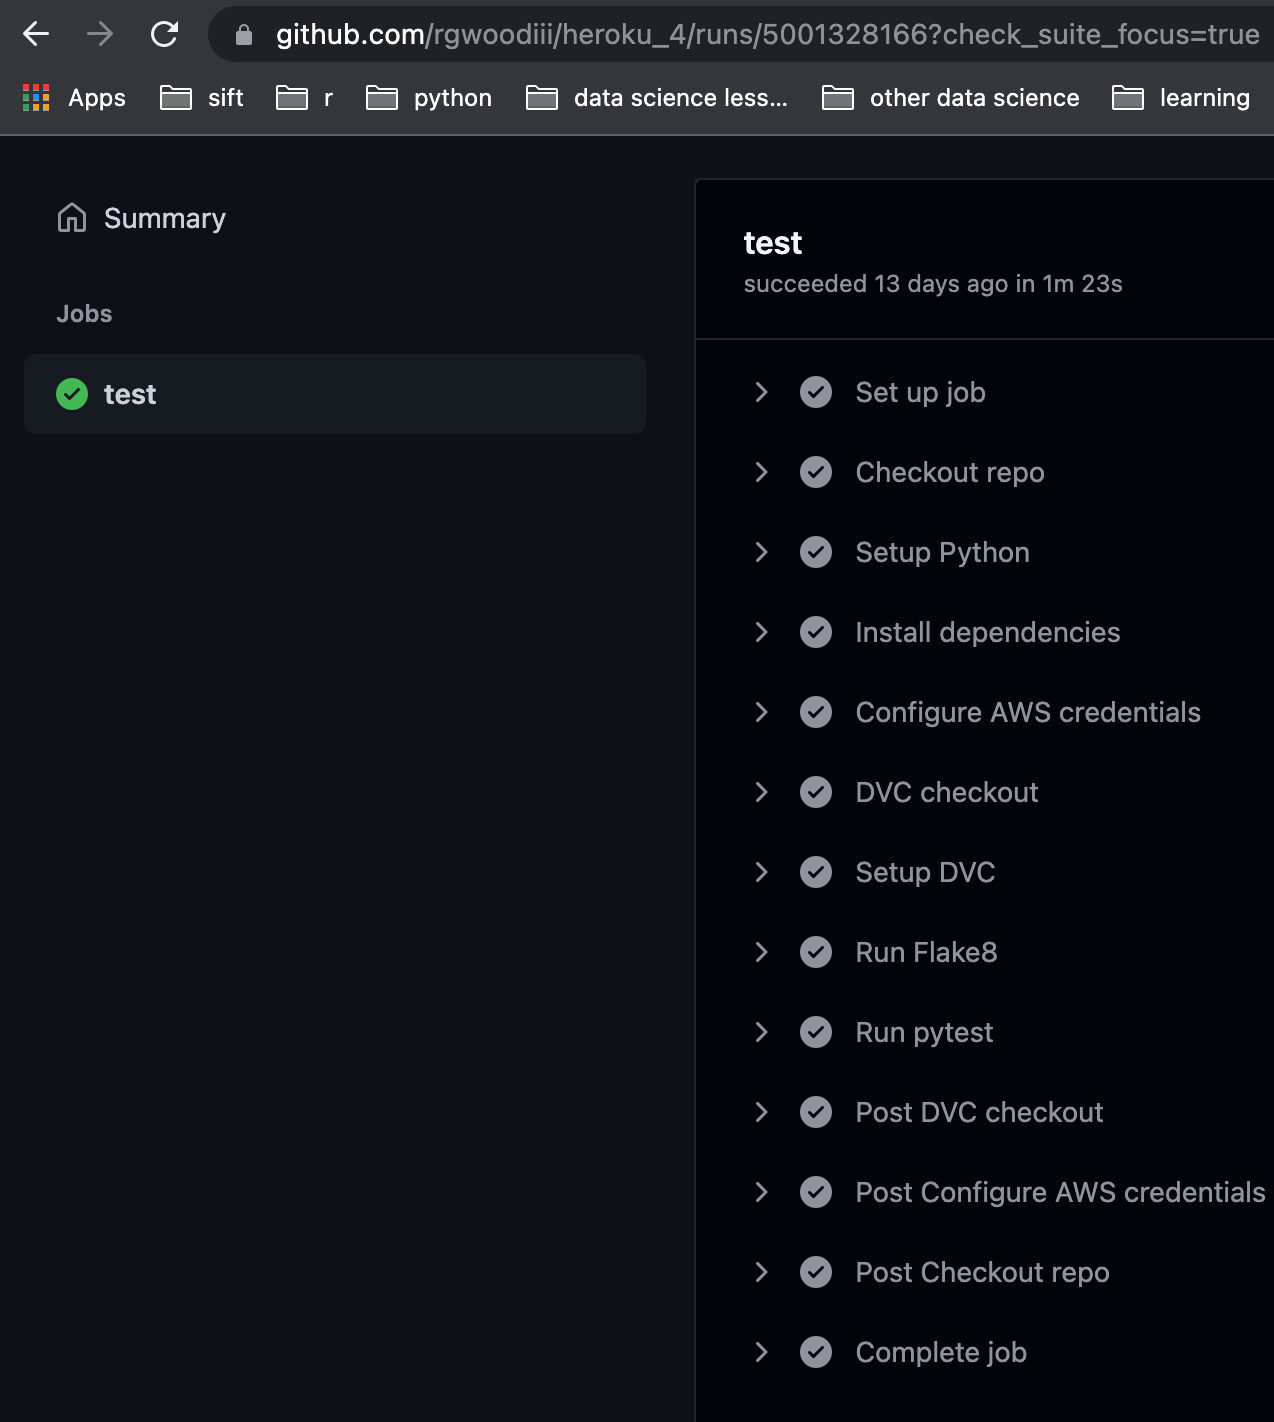 github.com/rgwoodiii/heroku_4/runs/5001328166?check_suite_focus=true
Apps sift r python data science less... other data science learning
Summary
Jobs
test
test
succeeded 13 days ago in 1m 23s
Set up job
Checkout repo
Setup Python
Install dependencies
Configure AWS credentials
DVC checkout
Setup DVC
Run Flake8
Run pytest
Post DVC checkout
Post Configure AWS credentials
Post Checkout repo
Complete job